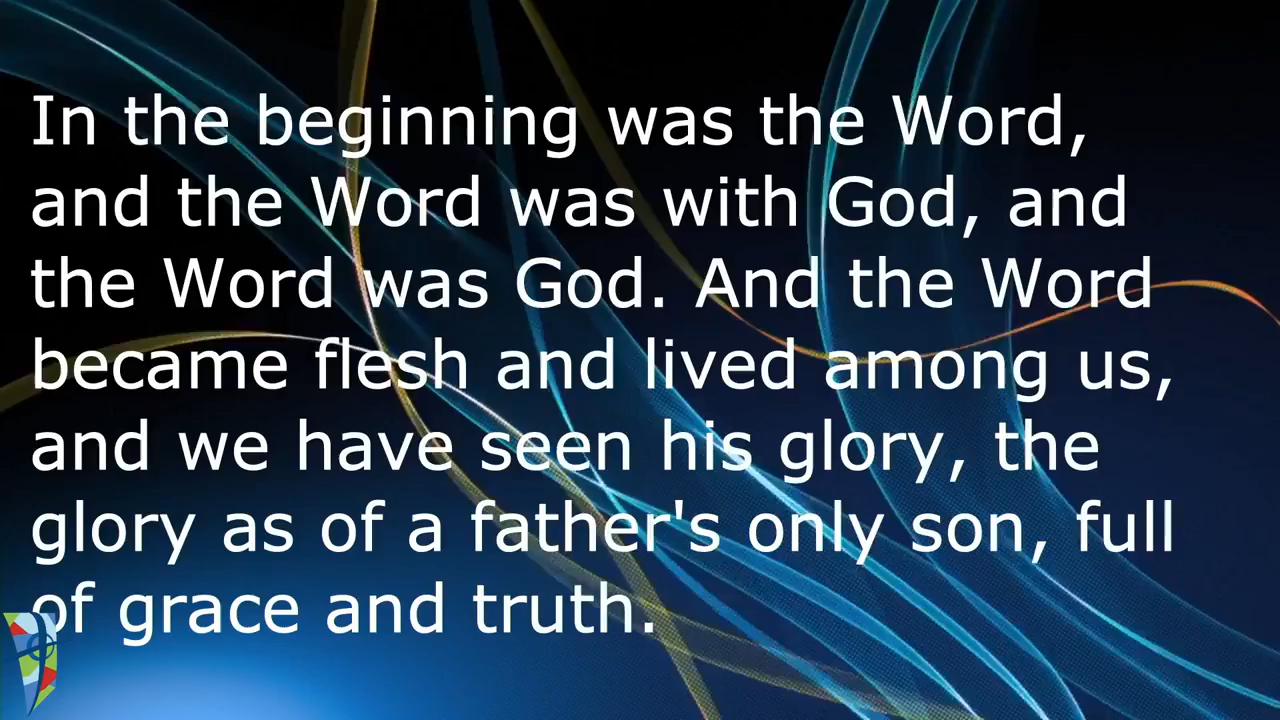 In the beginning was the Word,
and the Word was with God, and
the Word was God. And the Word
became flesh and lived among us,
and we have seen his glory, the
glory as of a father's only son, full
of grace and truth.